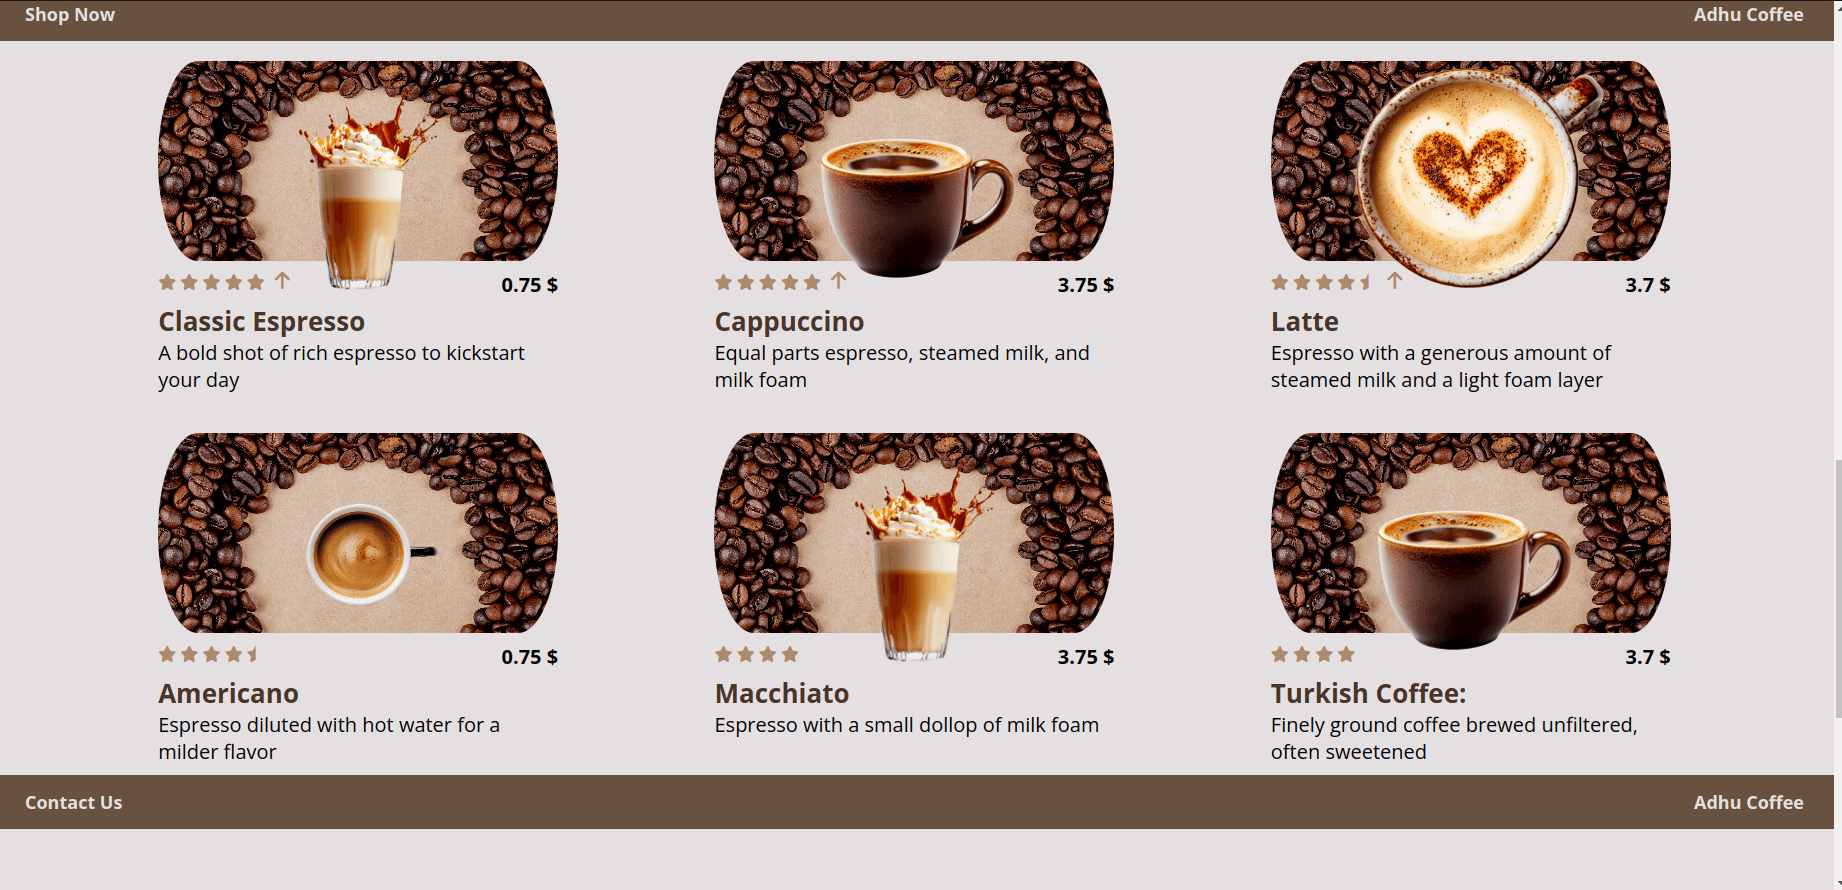 Shop Now
Adhu Coffee
0.75 $
Classic Espresso
A bold shot of rich espresso to kickstart
your day
3.75 $
Cappuccino
Equal parts espresso, steamed milk, and
milk foam
3.7 $
Latte
Espresso with a generous amount of
steamed milk and a light foam layer
0.75 $
Americano
Espresso diluted with hot water for a
milder flavor
3.75 $
Macchiato
Espresso with a small dollop of milk foam
3.7 $
Turkish Coffee:
Finely ground coffee brewed unfiltered,
often sweetened
Contact Us
Adhu Coffee